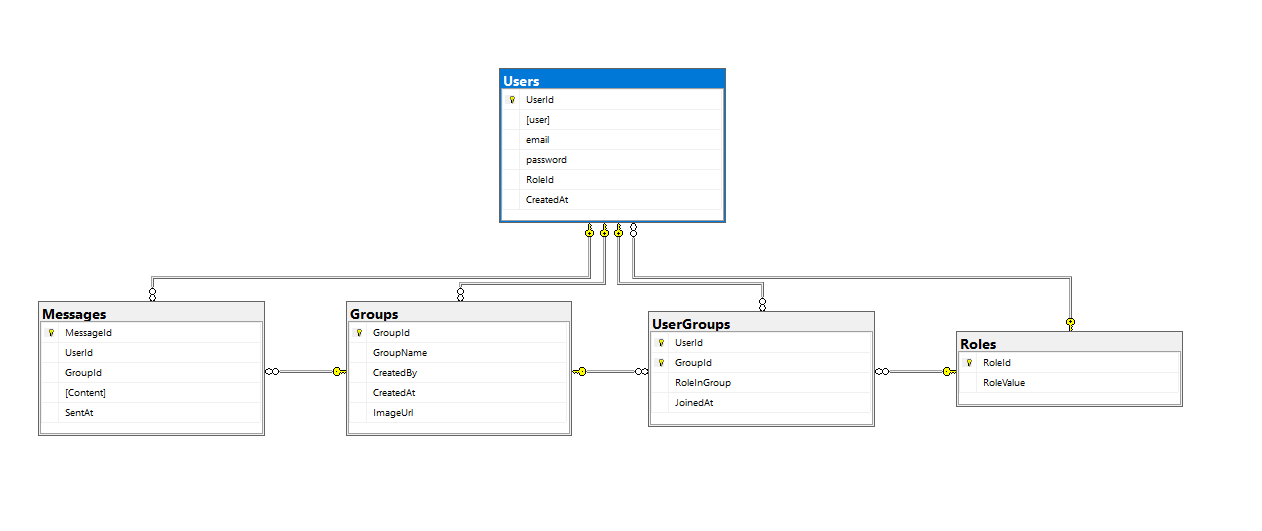 Users
UserId
[user]
email
password
RoleId
CreatedAt
Messages
MessageId
UserId
GroupId
[Content]
SentAt
Groups
GroupId
GroupName
CreatedBy
CreatedAt
ImageUrl
UserGroups
UserId
GroupId
RoleInGroup
JoinedAt
Roles
RoleId
RoleValue